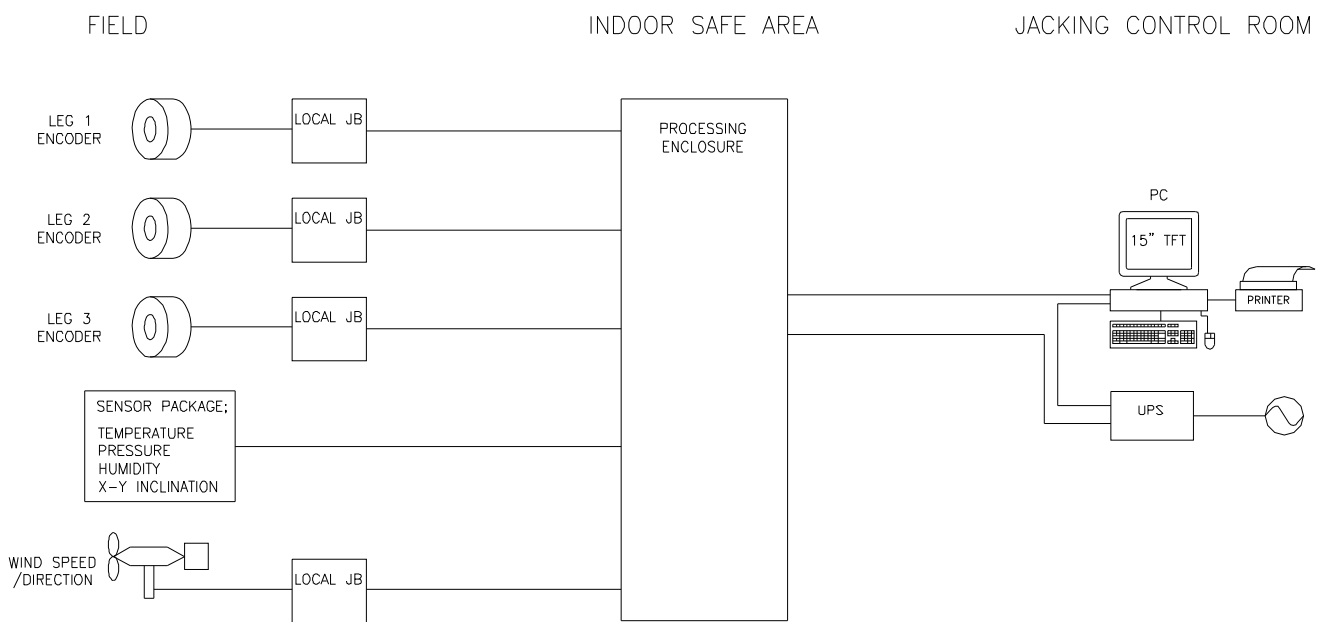 FIELD
INDOOR SAFE AREA
JACKING CONTROL ROOM
LEG 1
ENCODER
LOCAL JB
PROCESSING
ENCLOSURE
LEG 2
ENCODER
LOCAL JB
PC
15" TFT
PRINTER
LEG 3
ENCODER
LOCAL JB
SENSOR PACKAGE;
TEMPERATURE
PRESSURE
HUMIDITY
X-Y INCLINATION
UPS
WIND SPEED
/DIRECTION
LOCAL JB